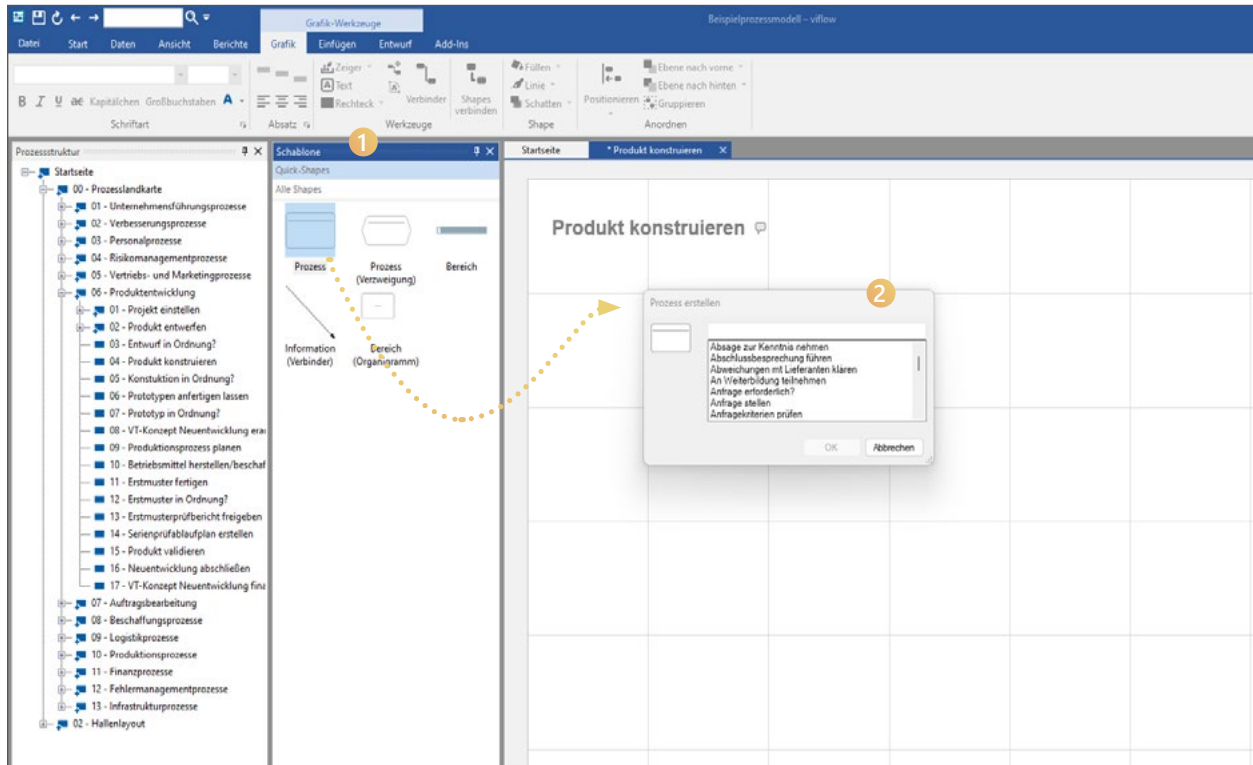 Grafik-Werkzeuge
Beispielprozessmodell – viflow
Datei Start Daten Ansicht Berichte Grafik Einfügen Entwurf Add-Ins
B I U ab Kapitälchen Großbuchstaben A
Schriftart
Absatz
Zeiger
A Text
Rechteck
Verbinder
Shapes verbinden
Werkzeuge
Füllen
Linie
Schatten
Shape
Positionieren
Ebene nach vorne
Ebene nach hinten
Gruppieren
Anordnen
Prozessstruktur
Startseite
00 - Prozesslandkarte
01 - Unternehmensführungsprozesse
02 - Verbesserungsprozesse
03 - Personalprozesse
04 - Risikomanagementprozesse
05 - Vertriebs- und Marketingprozesse
06 - Produktentwicklung
01 - Projekt einstellen
02 - Produkt entwerfen
03 - Entwurf in Ordnung?
04 - Produkt konstruieren
05 - Konstuktion in Ordnung?
06 - Prototypen anfertigen lassen
07 - Prototyp in Ordnung?
08 - VT-Konzept Neuentwicklung erar
09 - Produktionsprozess planen
10 - Betriebsmittel herstellen/beschaf
11 - Erstmuster fertigen
12 - Erstmuster in Ordnung?
13 - Erstmusterprüfbericht freigeben
14 - Serienprüfablaufplan erstellen
15 - Produkt validieren
16 - Neuentwicklung abschließen
17 - VT-Konzept Neuentwicklung fina
07 - Auftragsbearbeitung
08 - Beschaffungsprozesse
09 - Logistikprozesse
10 - Produktionsprozesse
11 - Finanzprozesse
12 - Fehlermanagementprozesse
13 - Infrastrukturprozesse
02 - Hallenlayout
1
Schablone
Quick-Shapes
Alle Shapes
Prozess
Prozess
(Verzweigung)
Bereich
Information
(Verbinder)
Bereich
(Organigramm)
Startseite
* Produkt konstruieren X
Produkt konstruieren
2
Prozess erstellen
Absage zur Kenntnis nehmen
Abschlussbesprechung führen
Abweichungen mt Lieferanten klären
An Weiterbildung teilnehmen
Anfrage erforderlich?
Anfrage stellen
Anfragekriterien prüfen
OK
Abbrechen